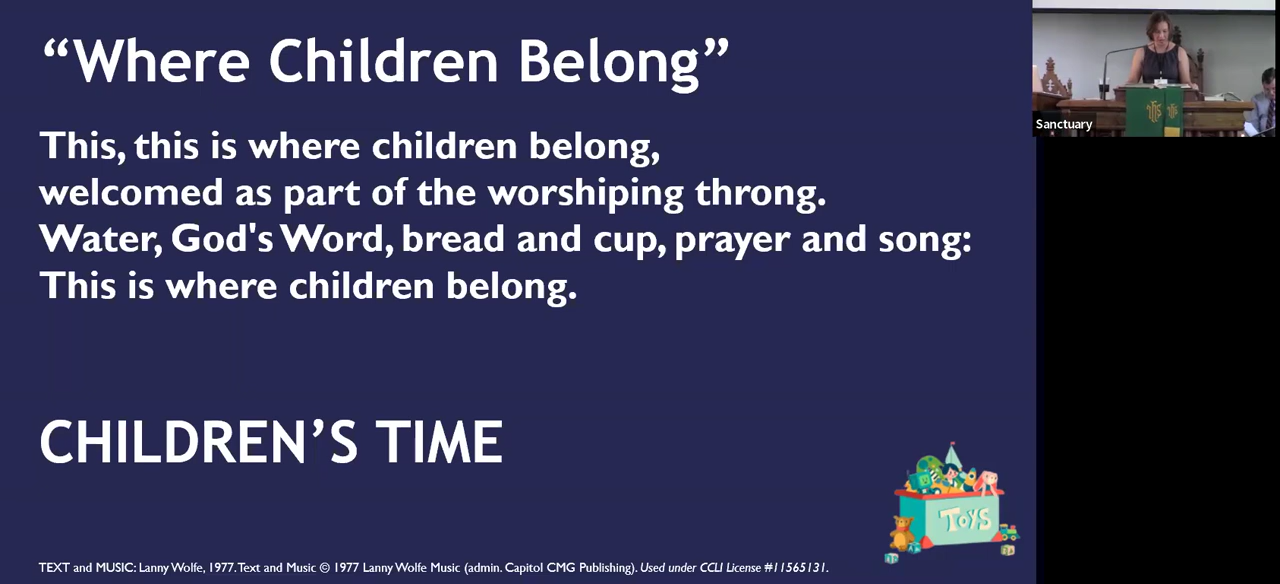 “Where Children Belong”
This, this is where children belong,
welcomed as part of the worshiping throng.
Water, God's Word, bread and cup, prayer and song:
This is where children belong.
CHILDREN’S TIME
TOYS
TEXT and MUSIC: Lanny Wolfe, 1977. Text and Music © 1977 Lanny Wolfe Music (admin. Capitol CMG Publishing). Used under CCLI License #11565131.
Sanctuary